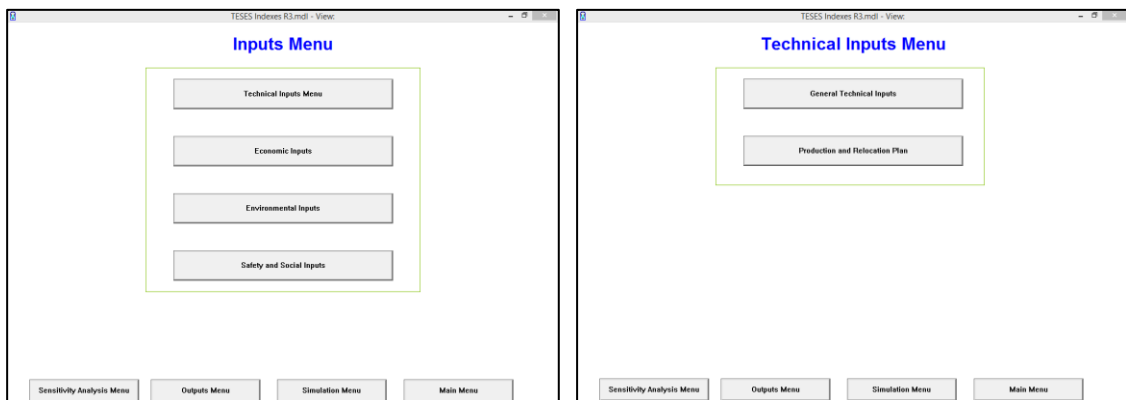 TESES Indexes R3.mdl - View:
Inputs Menu
Technical Inputs Menu
Economic Inputs
Environmental Inputs
Safety and Social Inputs
Sensitivity Analysis Menu
Outputs Menu
Simulation Menu
Main Menu
TESES Indexes R3.mdl - View:
Technical Inputs Menu
General Technical Inputs
Production and Relocation Plan
Sensitivity Analysis Menu
Outputs Menu
Simulation Menu
Main Menu